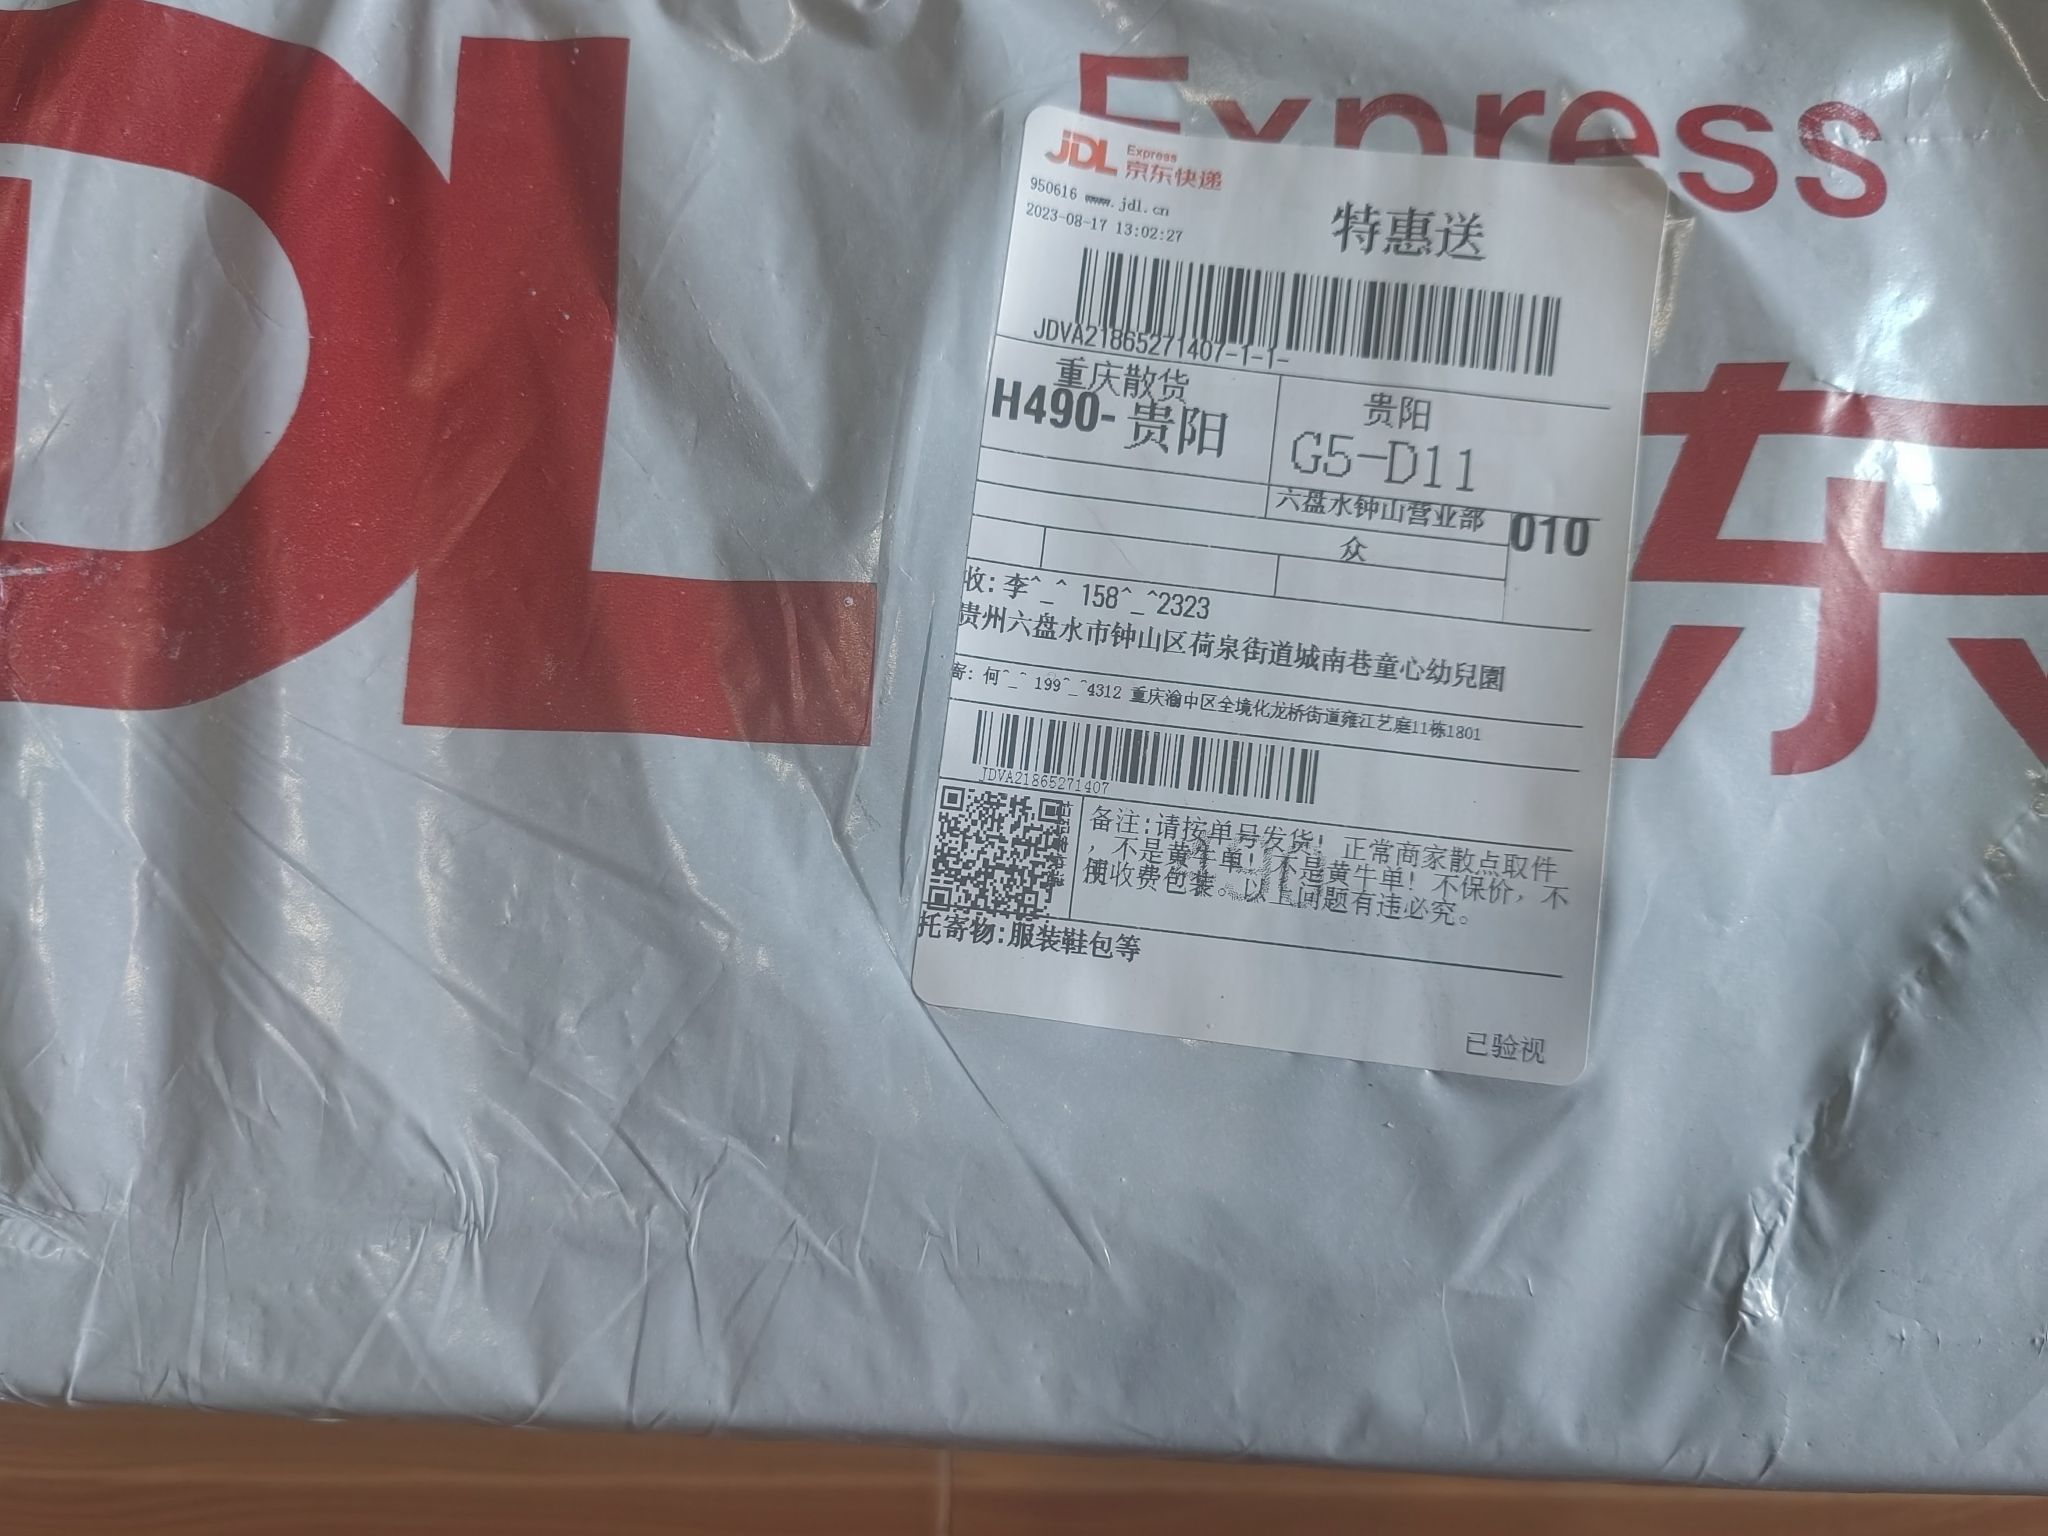 DL
Express
东
JDL Express
京东快递
950616 www.jdl.cn
2023-08-17 13:02:27
特惠送
JDVA21865271407-1-1-
重庆散货
H490-贵阳
贵阳
G5-D11
六盘水钟山营业部
010
众
收: 李^_^ 158^_^2323
贵州六盘水市钟山区荷泉街道城南巷童心幼兒園
寄: 何^_^ 199^_^4312 重庆渝中区全境化龙桥街道雍江艺庭11栋1801
JDVA21865271407
备注:请按单号发货! 正常商家散点取件
, 不是黄牛单! 不是黄牛单! 不保价, 不
使用收费包装。以上问题有违必究。
托寄物:服装鞋包等
已验视